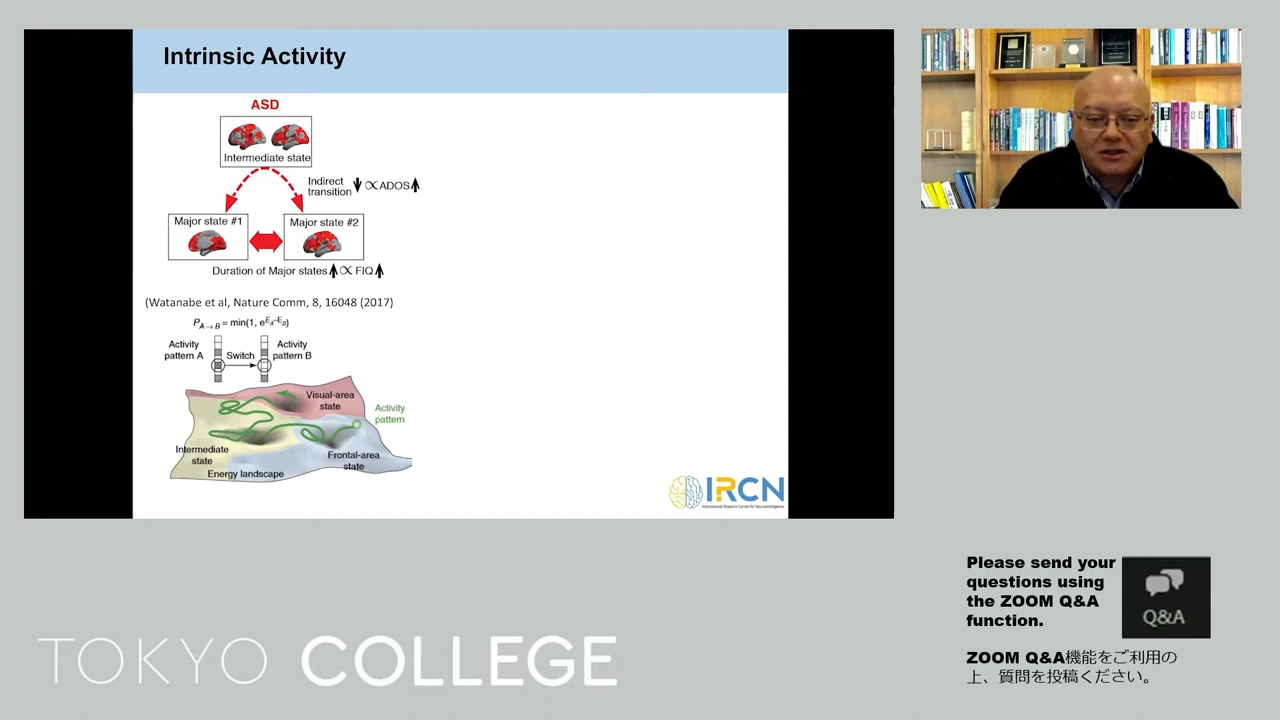 Intrinsic Activity
ASD
Intermediate state
Indirect
transition ⬇ ∝ ADOS ⬆
Major state #1
Major state #2
Duration of Major states ⬆ ∝ FIQ ⬆
(Watanabe et al, Nature Comm, 8, 16048 (2017)
P A → B = min(1, e^E_A–E_B)
Activity
pattern A
Switch
Activity
pattern B
Visual-area
state
Activity
pattern
Intermediate
state
Frontal-area
state
Energy landscape
IRCN
International Research Center for Neurointelligence
Please send your
questions using
the ZOOM Q&A
function.
Q&A
ZOOM Q&A機能をご利用の
上、質問を投稿ください。
TOKYO COLLEGE